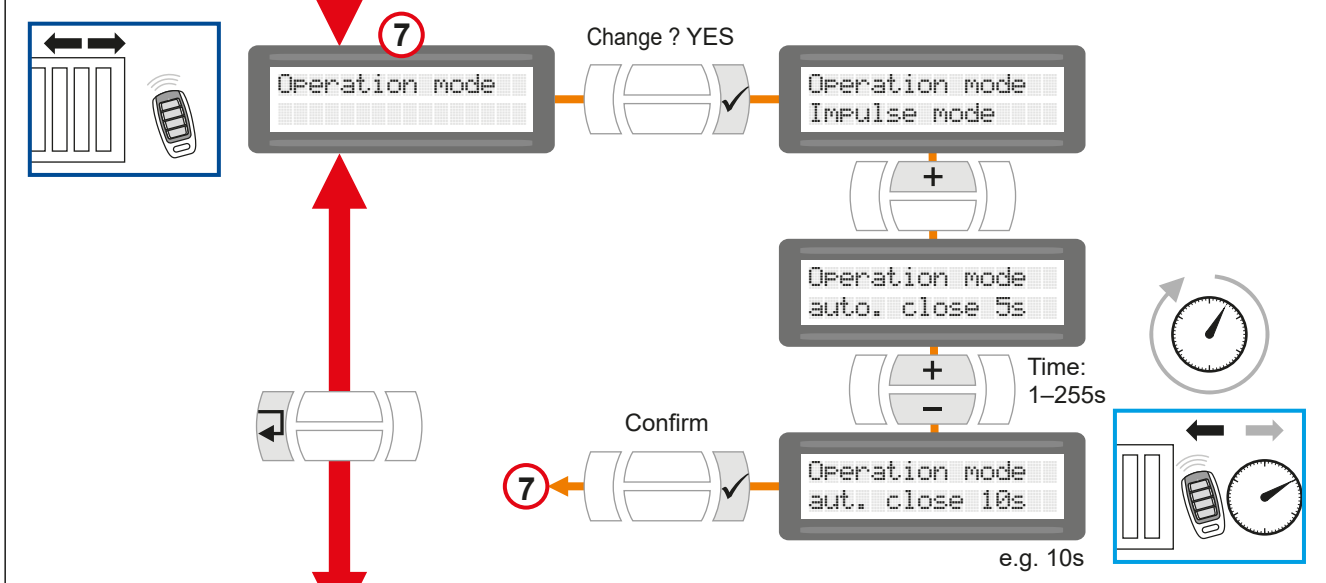 7
Change ? YES
Operation mode
Operation mode
Impulse mode
+
Operation mode
auto. close 5s
+
−
Time:
1–255s
Confirm
7
Operation mode
aut. close 10s
e.g. 10s